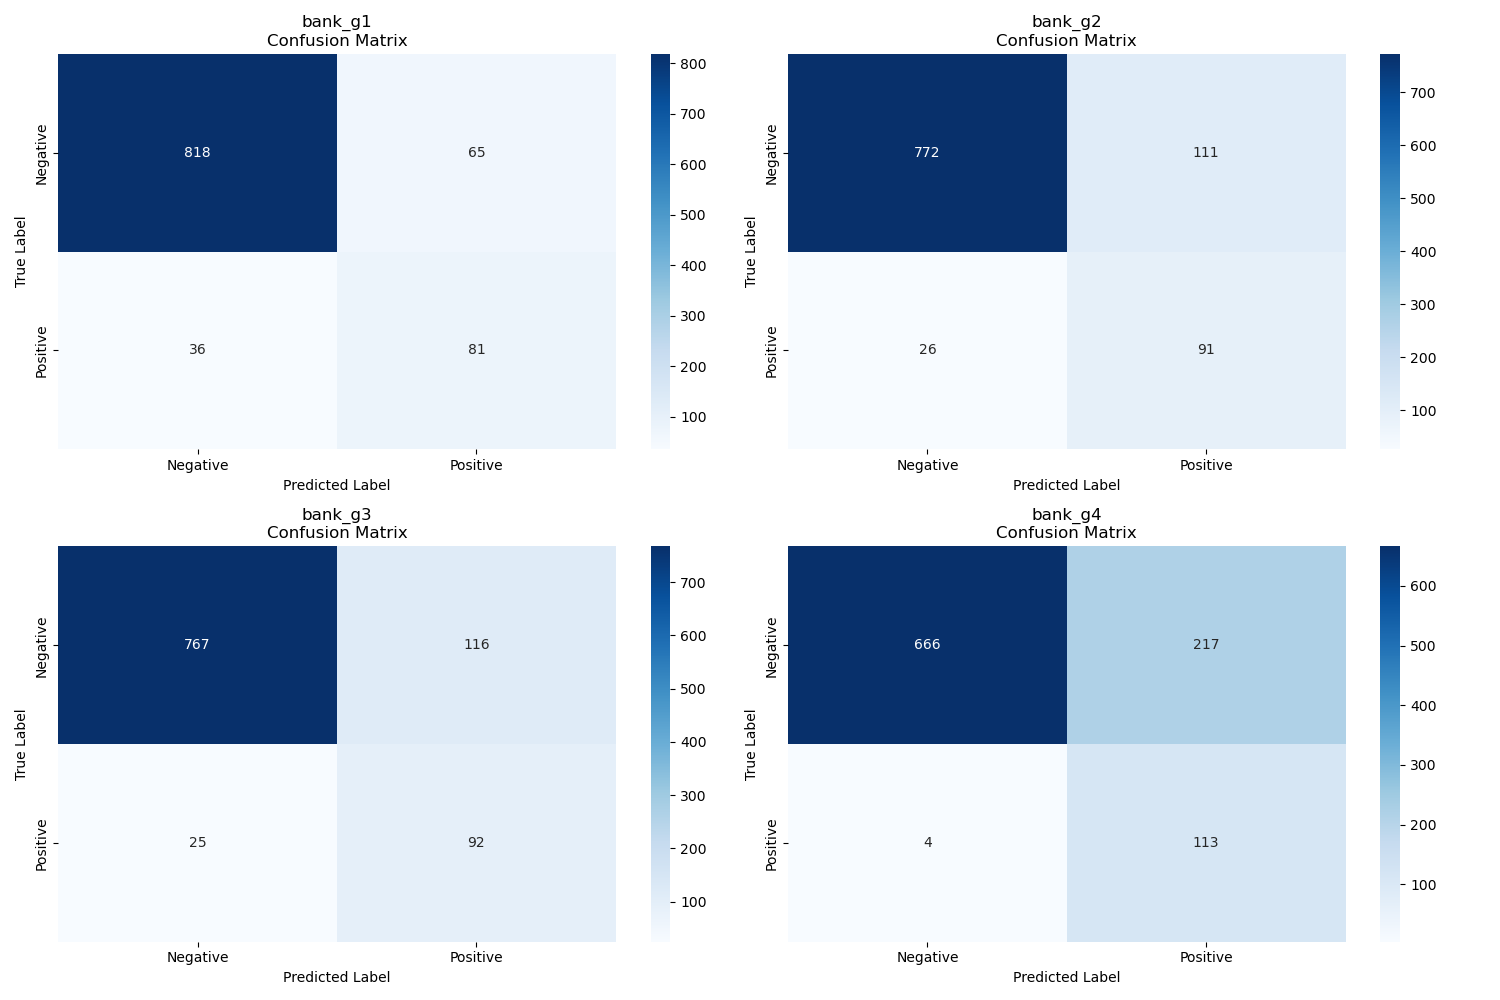 bank_g1
Confusion Matrix
True Label
Negative
Positive
818
65
36
81
Negative
Positive
Predicted Label
800
700
600
500
400
300
200
100
bank_g2
Confusion Matrix
True Label
Negative
Positive
772
111
26
91
Negative
Positive
Predicted Label
700
600
500
400
300
200
100
bank_g3
Confusion Matrix
True Label
Negative
Positive
767
116
25
92
Negative
Positive
Predicted Label
700
600
500
400
300
200
100
bank_g4
Confusion Matrix
True Label
Negative
Positive
666
217
4
113
Negative
Positive
Predicted Label
600
500
400
300
200
100